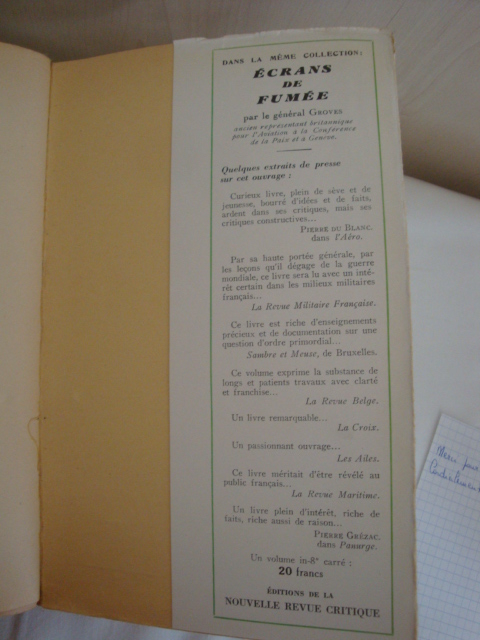 DANS LA MÊME COLLECTION:
ÉCRANS
DE
FUMÉE
par le général GROVES
ancien représentant britannique
pour l'Aviation à la Conférence
de la Paix et à Genève.
Quelques extraits de presse
sur cet ouvrage :
Curieux livre, plein de sève et de
jeunesse, bourré d'idées et de faits,
ardent dans ses critiques, mais ses
critiques constructives...
PIERRE DU BLANC.
dans l'Aéro.
Par sa haute portée générale, par
les leçons qu'il dégage de la guerre
mondiale, ce livre sera lu avec un inté-
rêt certain dans les milieux militaires
français...
La Revue Militaire Française.
Ce livre est riche d'enseignements
précieux et de documentation sur une
question d'ordre primordial...
Sambre et Meuse, de Bruxelles.
Ce volume exprime la substance de
longs et patients travaux avec clarté
et franchise...
La Revue Belge.
Un livre remarquable...
La Croix.
Un passionnant ouvrage...
Les Ailes.
Ce livre méritait d'être révélé au
public français...
La Revue Maritime.
Un livre plein d'intérêt, riche de
faits, riche aussi de raison...
PIERRE GRÉZAC.
dans Panurge.
Un volume in-8° carré :
20 francs
ÉDITIONS DE LA
NOUVELLE REVUE CRITIQUE